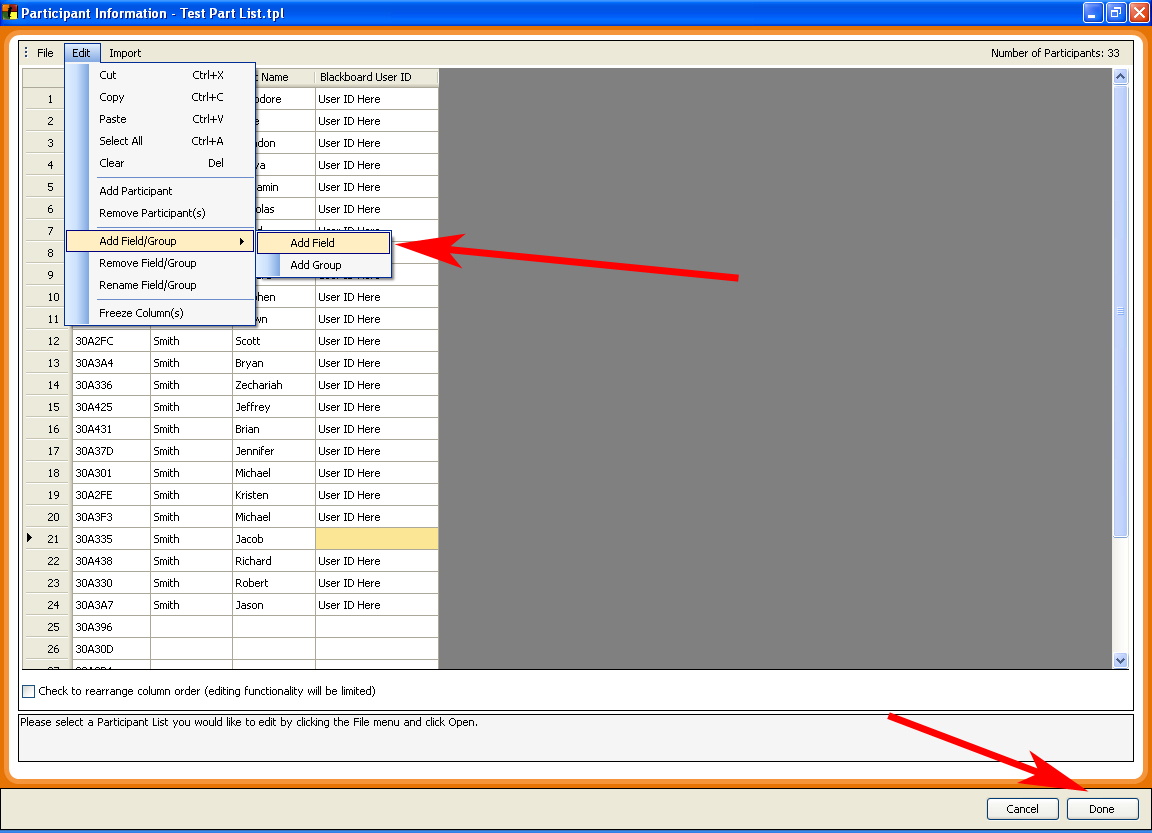 Participant Information - Test Part List.tpl
File Edit Import Number of Participants: 33
Name Blackboard User ID
Cut Ctrl+X
Copy Ctrl+C
Paste Ctrl+V
Select All Ctrl+A
Clear Del
Add Participant
Remove Participant(s)
Add Field/Group
Remove Field/Group
Rename Field/Group
Freeze Column(s)
Add Field
Add Group
1 odore User ID Here
2 e User ID Here
3 ndon User ID Here
4 ya User ID Here
5 amin User ID Here
6 olas User ID Here
7 User ID Here
8
9
10 phen User ID Here
11 wn User ID Here
12 30A2FC Smith Scott User ID Here
13 30A3A4 Smith Bryan User ID Here
14 30A336 Smith Zechariah User ID Here
15 30A425 Smith Jeffrey User ID Here
16 30A431 Smith Brian User ID Here
17 30A37D Smith Jennifer User ID Here
18 30A301 Smith Michael User ID Here
19 30A2FE Smith Kristen User ID Here
20 30A3F3 Smith Michael User ID Here
21 30A335 Smith Jacob
22 30A438 Smith Richard User ID Here
23 30A330 Smith Robert User ID Here
24 30A3A7 Smith Jason User ID Here
25 30A396
26 30A30D
Check to rearrange column order (editing functionality will be limited)
Please select a Participant List you would like to edit by clicking the File menu and click Open.
Cancel Done